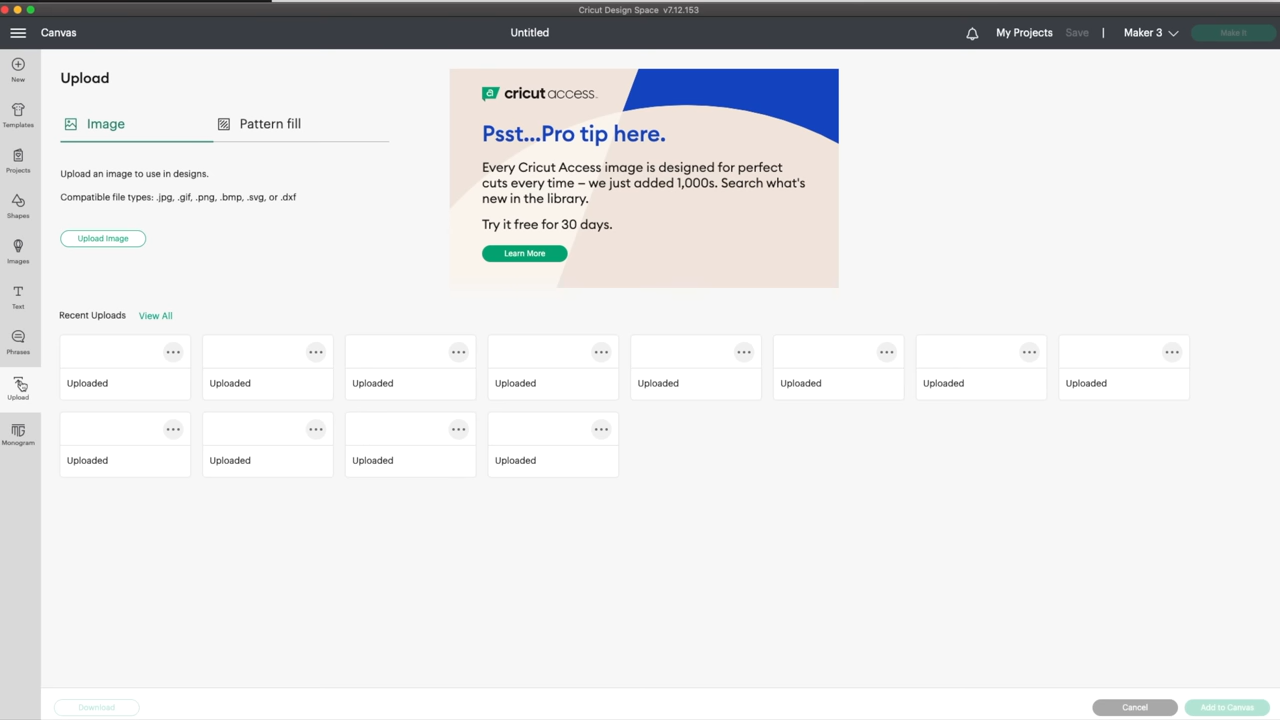 Cricut Design Space v7.12.153
Canvas
Untitled
My Projects
Save
|
Maker 3
Make It
New
Templates
Projects
Shapes
Images
Text
Phrases
Upload
Monogram
Upload
Image
Pattern fill
Upload an image to use in designs.
Compatible file types: .jpg, .gif, .png, .bmp, .svg, or .dxf
Upload Image
cricut access™
Psst...Pro tip here.
Every Cricut Access image is designed for perfect
cuts every time – we just added 1,000s. Search what's
new in the library.
Try it free for 30 days.
Learn More
Recent Uploads
View All
Uploaded
Uploaded
Uploaded
Uploaded
Uploaded
Uploaded
Uploaded
Uploaded
Uploaded
Uploaded
Uploaded
Uploaded
Download
Cancel
Add to Canvas